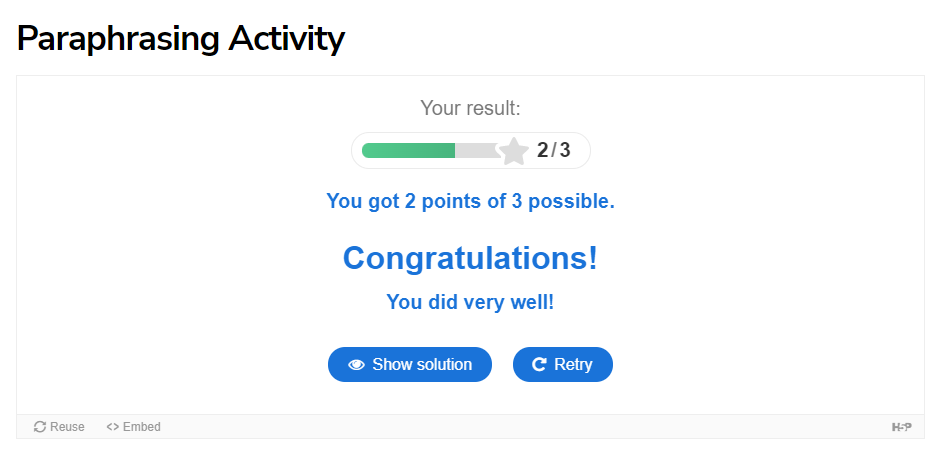 Paraphrasing Activity
Your result:
2/3
You got 2 points of 3 possible.
Congratulations!
You did very well!
Show solution Retry
Reuse <> Embed H-P